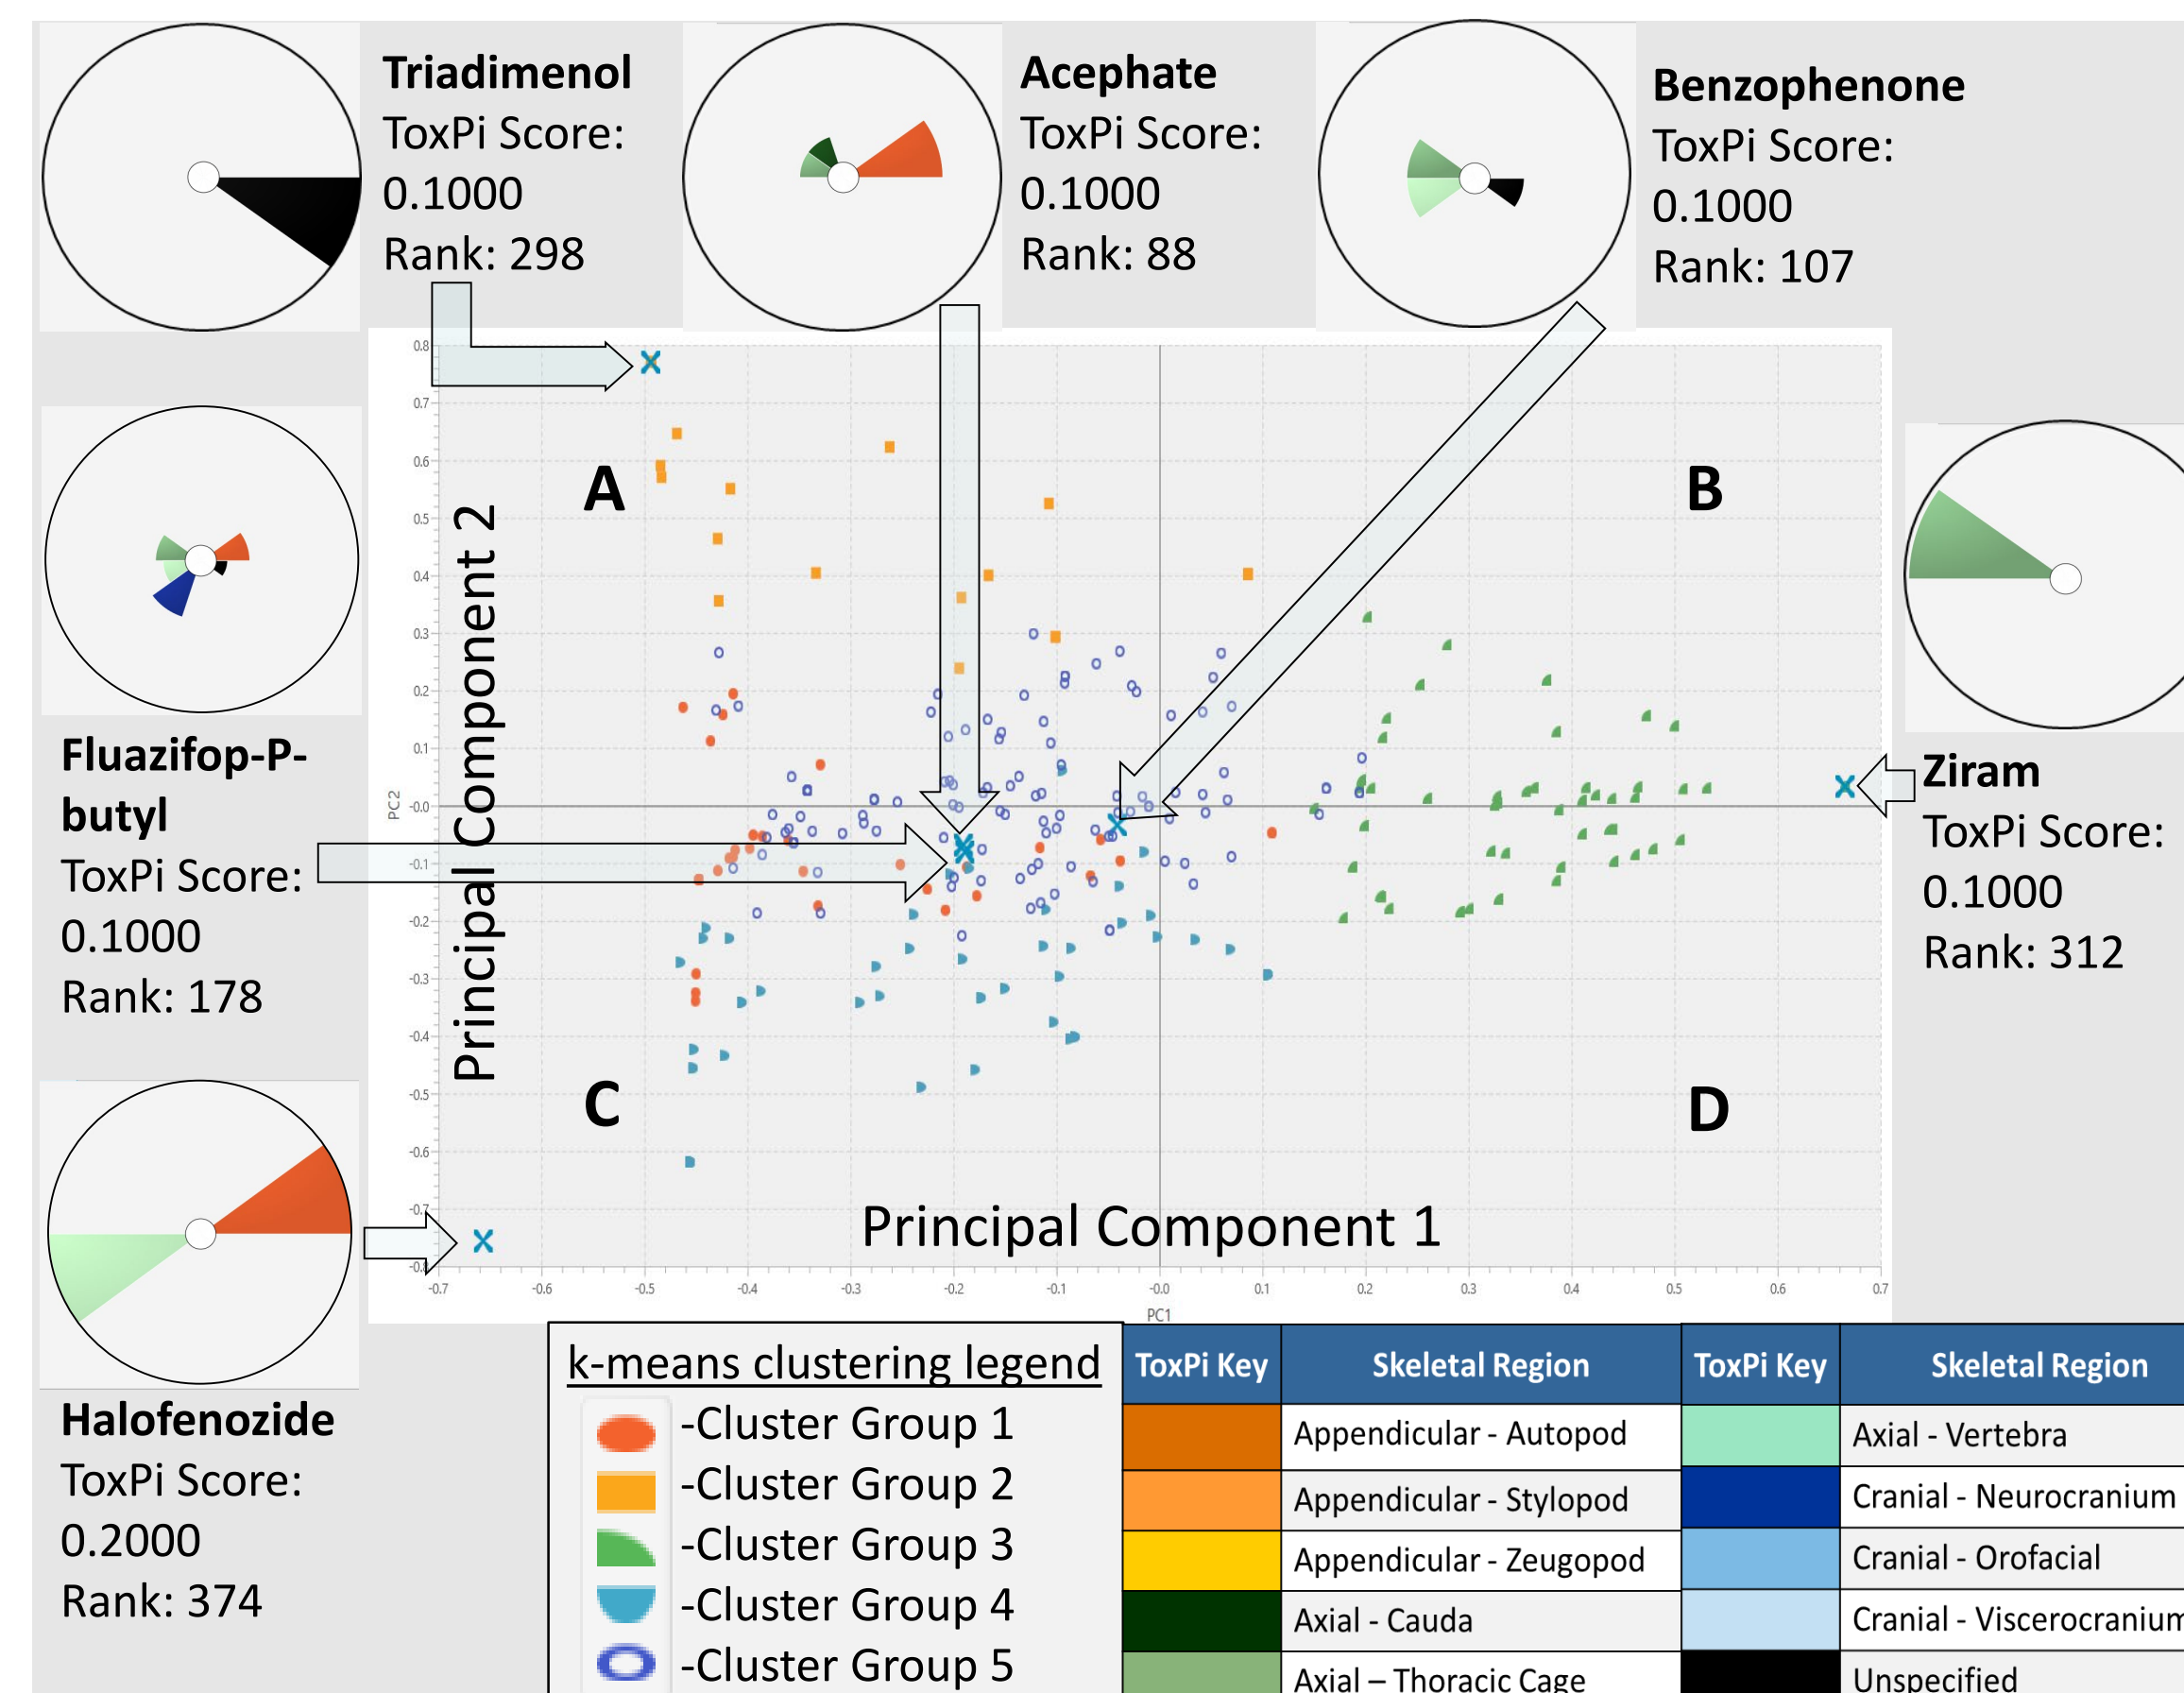 Triadimenol
ToxPi Score:
0.1000
Rank: 298
Acephate
ToxPi Score:
0.1000
Rank: 88
Benzophenone
ToxPi Score:
0.1000
Rank: 107
Fluazifop-P-
butyl
ToxPi Score:
0.1000
Rank: 178
Halofenozide
ToxPi Score:
0.2000
Rank: 374
Ziram
ToxPi Score:
0.1000
Rank: 312
A
B
C
D
Principal Component 2
PC2
0.8
0.7
0.6
0.5
0.4
0.3
0.2
0.1
-0.0
-0.1
-0.2
-0.3
-0.4
-0.5
-0.6
-0.7
-0.8
Principal Component 1
-0.7 -0.6 -0.5 -0.4 -0.3 -0.2 -0.1 -0.0 0.1 0.2 0.3 0.4 0.5 0.6 0.7
PC1
k-means clustering legend
-Cluster Group 1
-Cluster Group 2
-Cluster Group 3
-Cluster Group 4
-Cluster Group 5
ToxPi Key Skeletal Region ToxPi Key Skeletal Region
Appendicular - Autopod Axial - Vertebra
Appendicular - Stylopod Cranial - Neurocranium
Appendicular - Zeugopod Cranial - Orofacial
Axial - Cauda Cranial - Viscerocranium
Axial – Thoracic Cage Unspecified